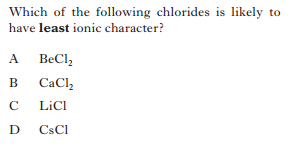 Which of the following chlorides is likely to
have least ionic character?
A BeCl₂
B CaCl₂
C LiCl
D CsCl